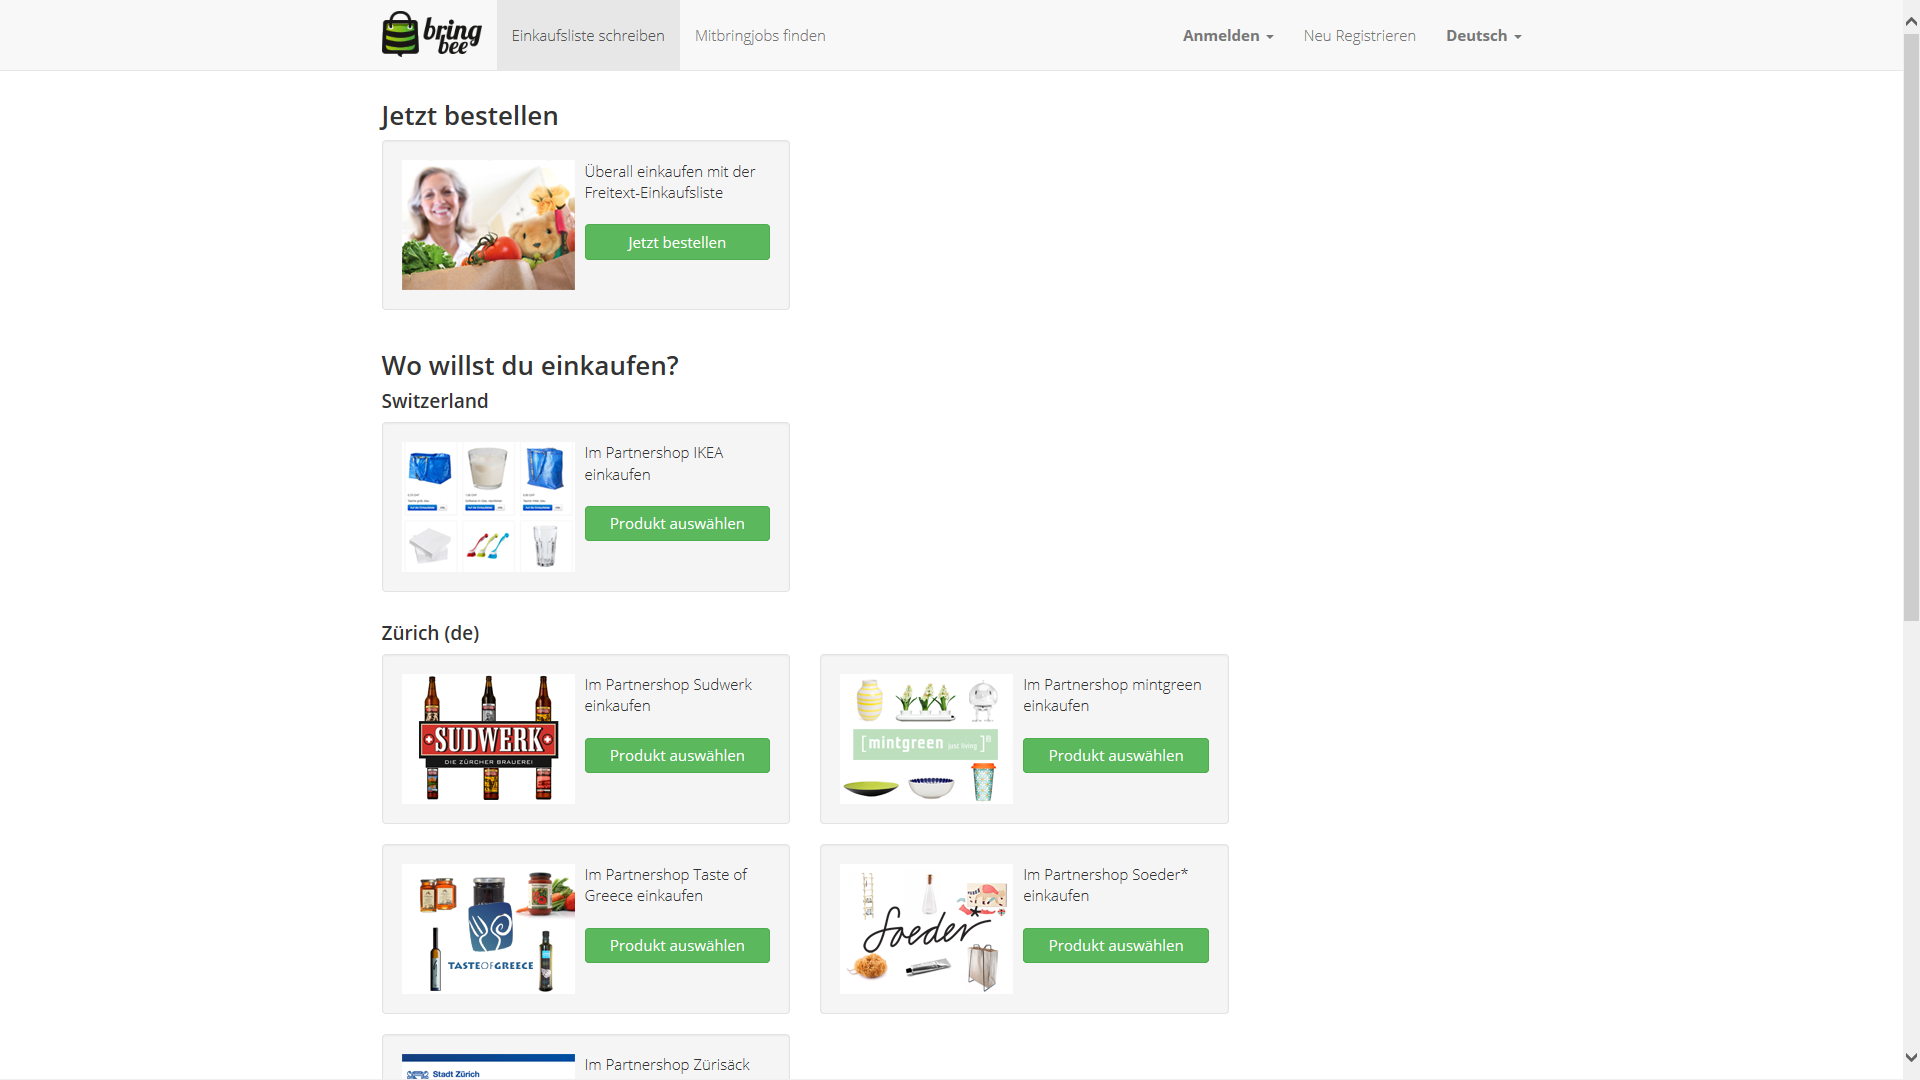 bring bee
Einkaufsliste schreiben
Mitbringjobs finden
Anmelden
Neu Registrieren
Deutsch
Jetzt bestellen
Überall einkaufen mit der
Freitext-Einkaufsliste
Jetzt bestellen
Wo willst du einkaufen?
Switzerland
Im Partnershop IKEA
einkaufen
Produkt auswählen
Zürich (de)
SUDWERK
DIE ZÜRCHER BRAUEREI
Im Partnershop Sudwerk
einkaufen
Produkt auswählen
[mintgreen just living ]n
Im Partnershop mintgreen
einkaufen
Produkt auswählen
TASTEOFGREECE
Im Partnershop Taste of
Greece einkaufen
Produkt auswählen
Soeder*
Im Partnershop Soeder*
einkaufen
Produkt auswählen
Stadt Zürich
Im Partnershop Zürisäck